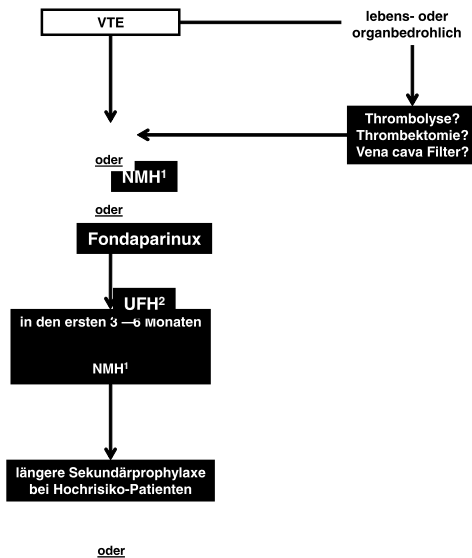 VTE
lebens- oder
organbedrohlich
Thrombolyse?
Thrombektomie?
Vena cava Filter?
oder
NMH¹
oder
Fondaparinux
UFH²
in den ersten 3 – 6 Monaten
NMH¹
längere Sekundärprophylaxe
bei Hochrisiko-Patienten
oder